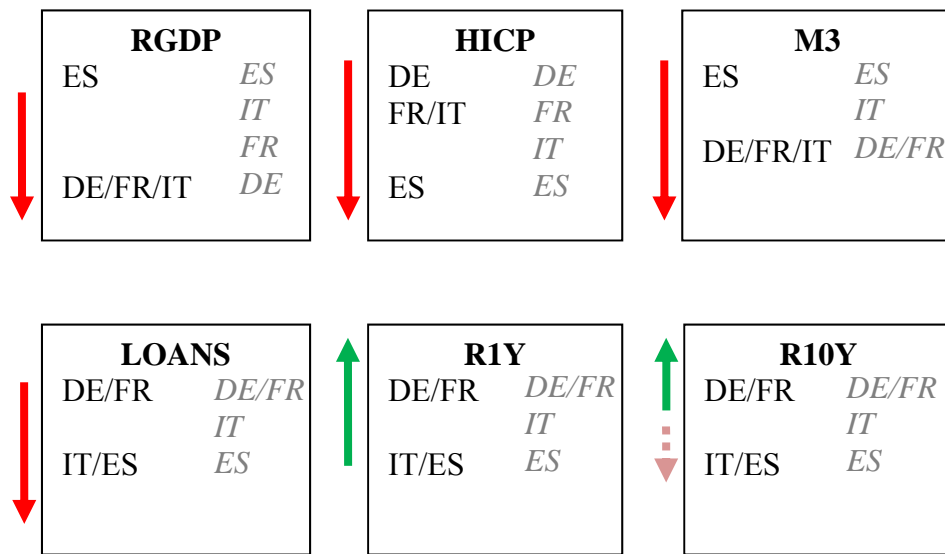 RGDP
ES ES
IT
FR
DE/FR/IT DE
HICP
DE DE
FR/IT FR
IT
ES ES
M3
ES ES
IT
DE/FR/IT DE/FR
LOANS
DE/FR DE/FR
IT
IT/ES ES
R1Y
DE/FR DE/FR
IT
IT/ES ES
R10Y
DE/FR DE/FR
IT
IT/ES ES